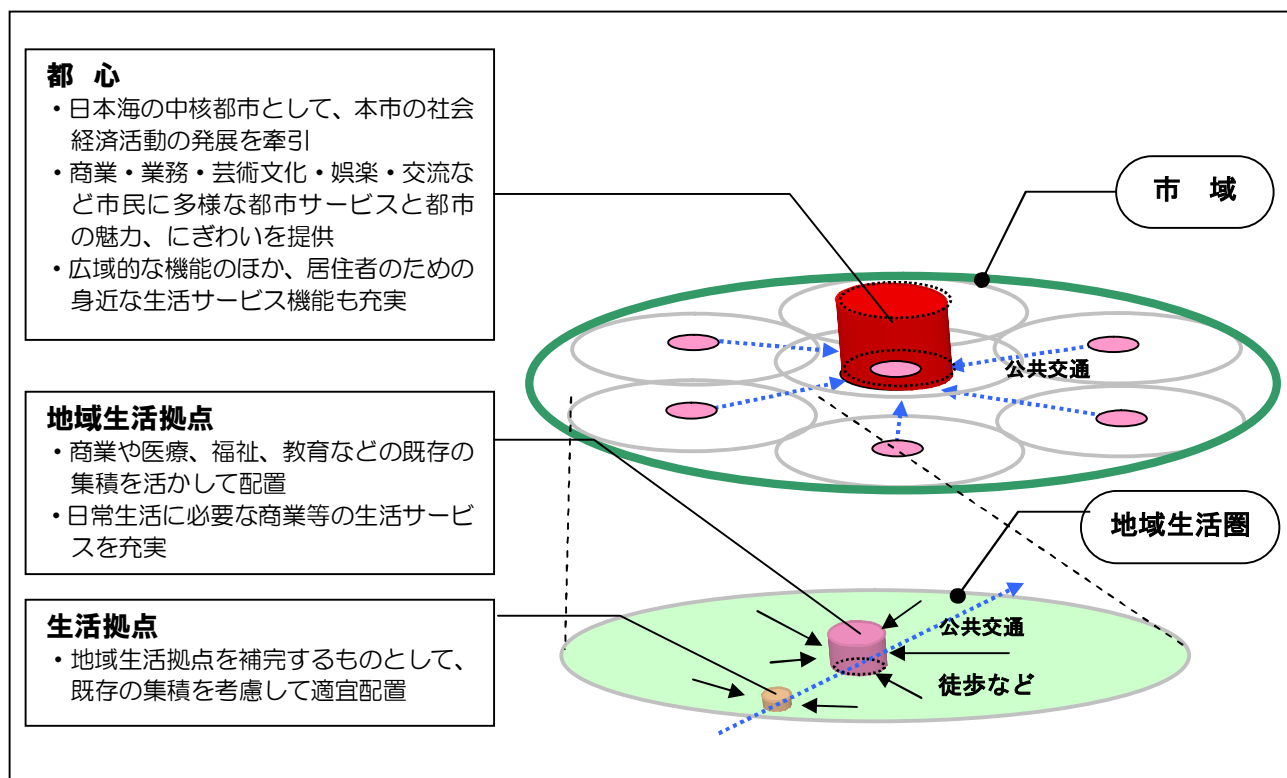 都 心
・日本海の中核都市として、本市の社会
経済活動の発展を牽引
・商業・業務・芸術文化・娯楽・交流な
ど市民に多様な都市サービスと都市
の魅力、にぎわいを提供
・広域的な機能のほか、居住者のための
身近な生活サービス機能も充実
市 域
公共交通
地域生活拠点
・商業や医療、福祉、教育などの既存の
集積を活かして配置
・日常生活に必要な商業等の生活サービ
スを充実
地域生活圏
生活拠点
・地域生活拠点を補完するものとして、
既存の集積を考慮して適宜配置
公共交通
徒歩など